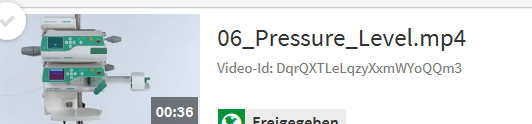 06_Pressure_Level.mp4
Video-Id: DqrQXTLeLqzyXxmWYoQQm3
00:36
Freigegeben